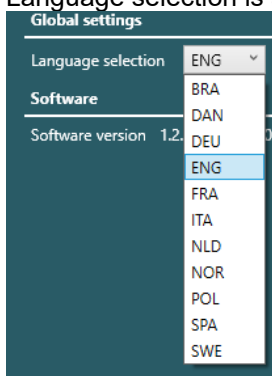 Language selection is
Global settings
Language selection ENG
Software
Software version 1.2.
BRA
DAN
DEU
ENG
FRA
ITA
NLD
NOR
POL
SPA
SWE